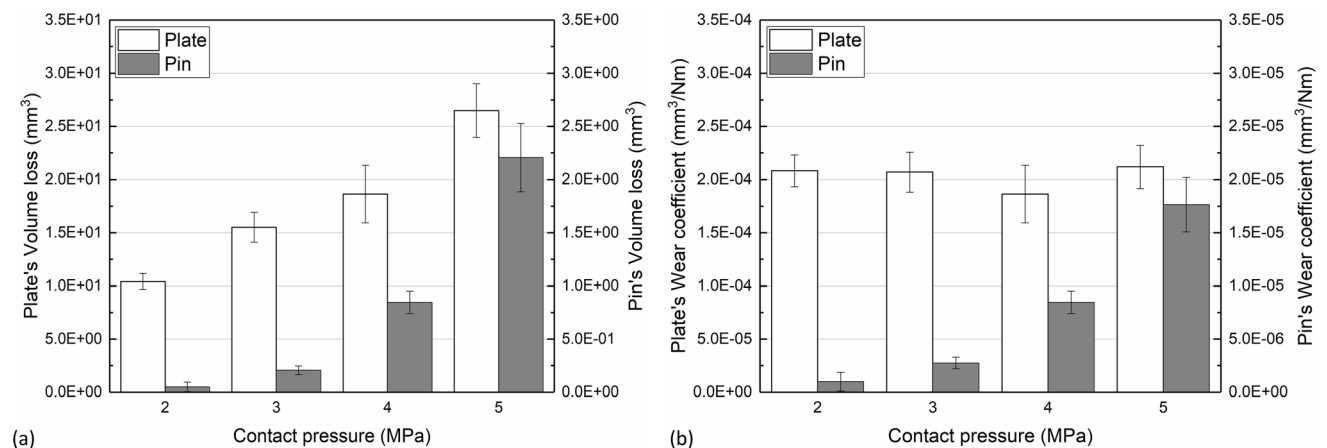 3.5E+01
3.0E+01
2.5E+01
2.0E+01
1.5E+01
1.0E+01
5.0E+00
0.0E+00
Plate's Volume loss (mm³)
Plate
Pin
3.5E+00
3.0E+00
2.5E+00
2.0E+00
1.5E+00
1.0E+00
5.0E-01
0.0E+00
Pin's Volume loss (mm³)
2 3 4 5
Contact pressure (MPa)
(a)
3.5E-04
3.0E-04
2.5E-04
2.0E-04
1.5E-04
1.0E-04
5.0E-05
0.0E+00
Plate's Wear coefficient (mm³/Nm)
Plate
Pin
3.5E-05
3.0E-05
2.5E-05
2.0E-05
1.5E-05
1.0E-05
5.0E-06
0.0E+00
Pin's Wear coefficient (mm³/Nm)
2 3 4 5
Contact pressure (MPa)
(b)